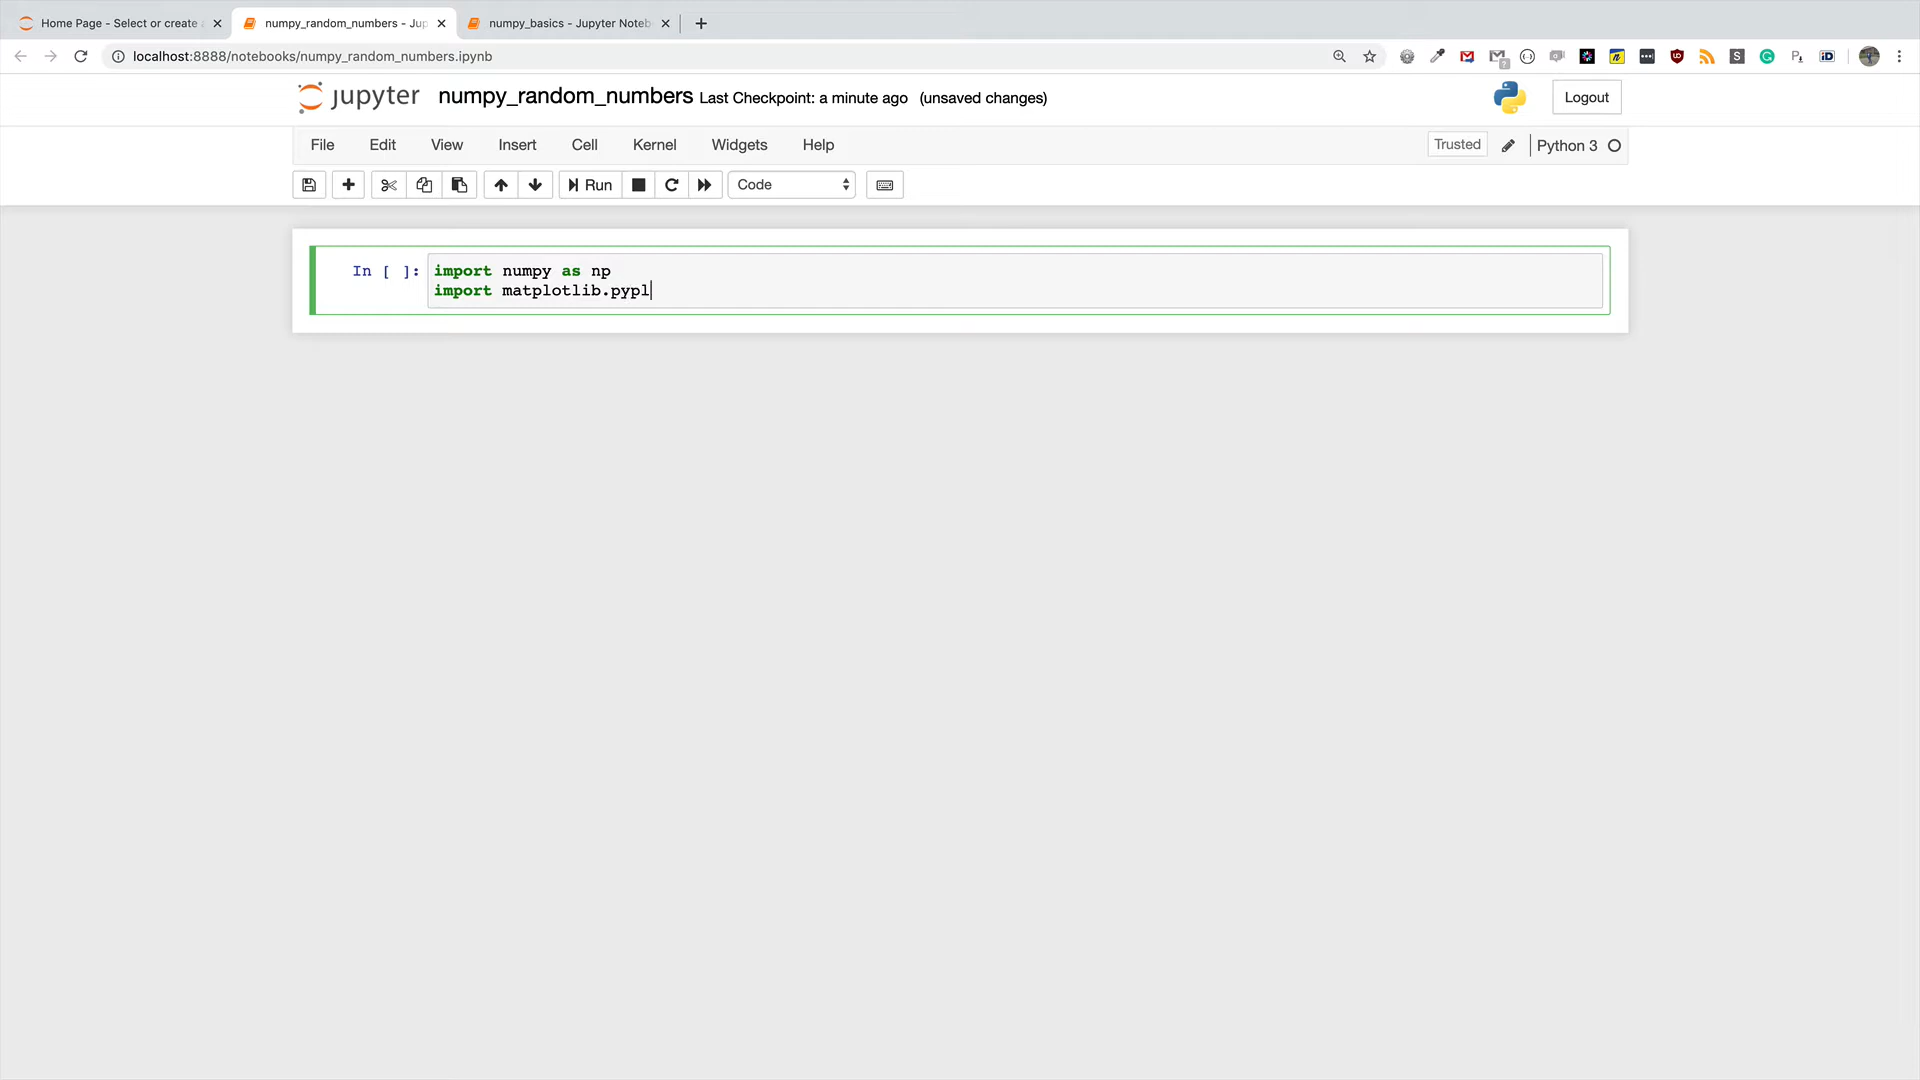 Home Page - Select or create a
numpy_random_numbers - Jup
numpy_basics - Jupyter Noteb
localhost:8888/notebooks/numpy_random_numbers.ipynb
jupyter numpy_random_numbers Last Checkpoint: a minute ago (unsaved changes)
Logout
File Edit View Insert Cell Kernel Widgets Help
Trusted
Python 3
Run
Code
In [ ]: import numpy as np
import matplotlib.pypl